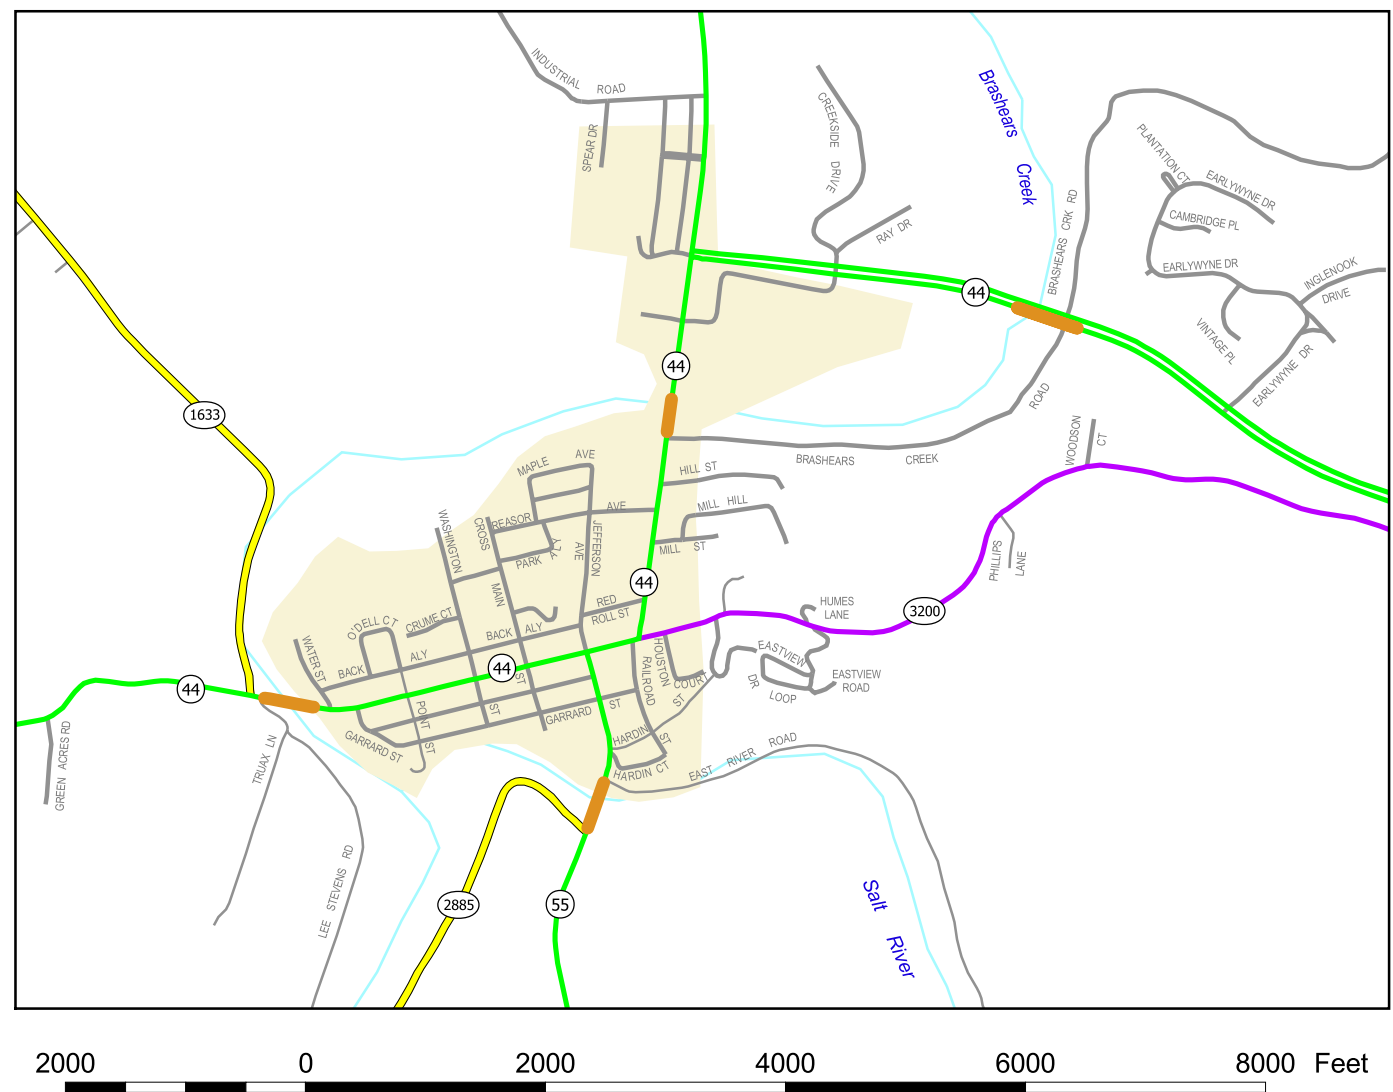 INDUSTRIAL ROAD
SPEAR DR
CREEKSIDE DRIVE
RAY DR
Brashears Creek
BRASHEARS CRK RD
PLANTATION CT
EARLYWYNE DR
CAMBRIDGE PL
EARLYWYNE DR
INGLENOOK
DRIVE
VINTAGE PL
EARLYWYNE DR
44
44
1633
ROAD
BRASHEARS CREEK
WOODSON
CT
MAPLE AVE
HILL ST
MILL HILL
REASOR AVE
WASHINGTON
CROSS
JEFFERSON
AVE
PARK ALY
MILL ST
PHILLIPS
LANE
44
MAIN
RED
ROLL ST
HUMES
LANE
3200
O'DELL CT
CRUME CT
BACK ALY
WATER ST
BACK ALY
44
HOUSTON
RAILROAD
EASTVIEW
DR
LOOP
EASTVIEW
ROAD
COURT
ST
44
ST
ST
POINT ST
GARRARD ST
GARRARD ST
HARDIN ST
HARDIN CT
EAST RIVER ROAD
GREEN ACRES RD
TRUAX LN
LEE STEVENS RD
2885
55
Salt River
2000 0 2000 4000 6000 8000 Feet